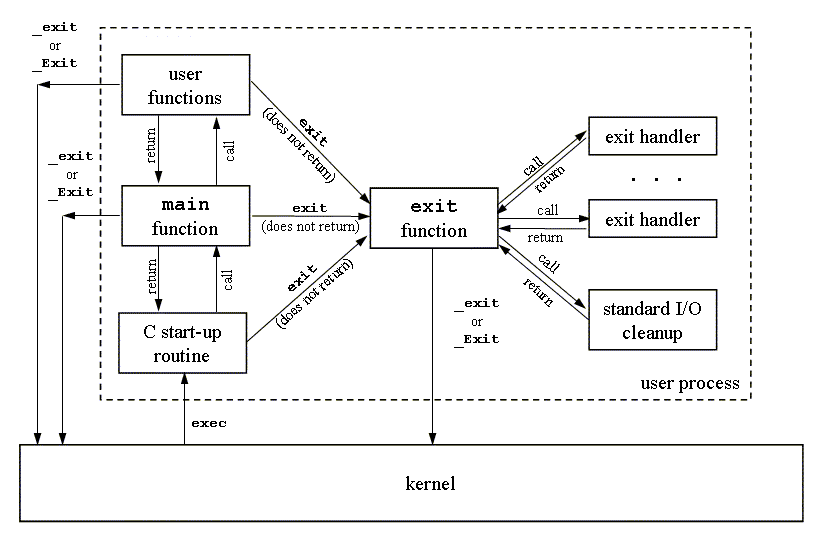 _exit
or
_Exit
user
functions
exit
(does not return)
return
call
exit handler
call
return
. . .
_exit
or
_Exit
main
function
exit
(does not return)
exit
function
call
return
exit handler
return
call
exit
(does not return)
call
return
C start-up
routine
_exit
or
_Exit
standard I/O
cleanup
user process
exec
kernel